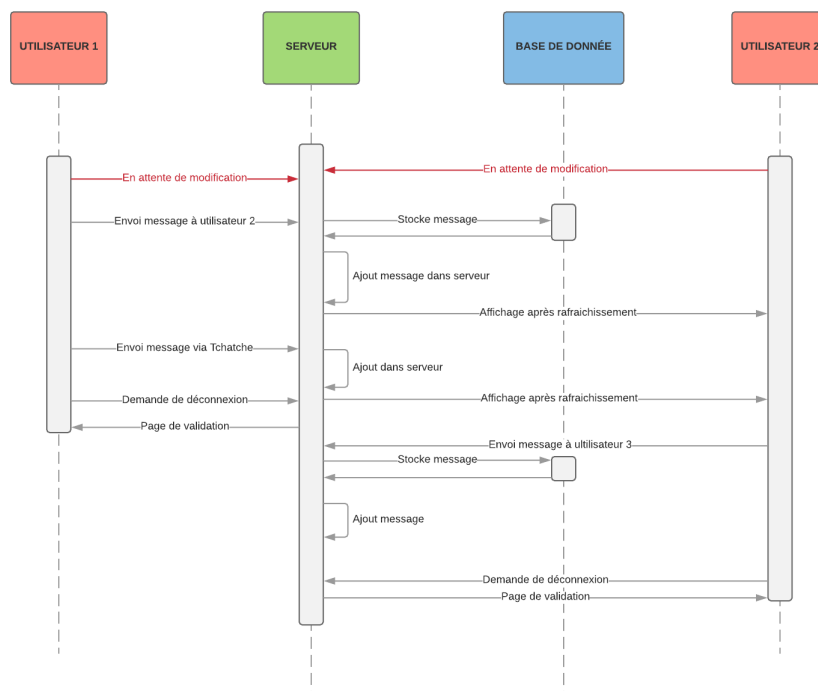 UTILISATEUR 1
SERVEUR
BASE DE DONNÉE
UTILISATEUR 2
En attente de modification
En attente de modification
Envoi message à utilisateur 2
Stocke message
Ajout message dans serveur
Affichage après rafraichissement
Envoi message via Tchatche
Ajout dans serveur
Demande de déconnexion
Affichage après rafraichissement
Page de validation
Envoi message à ultilisateur 3
Stocke message
Ajout message
Demande de déconnexion
Page de validation